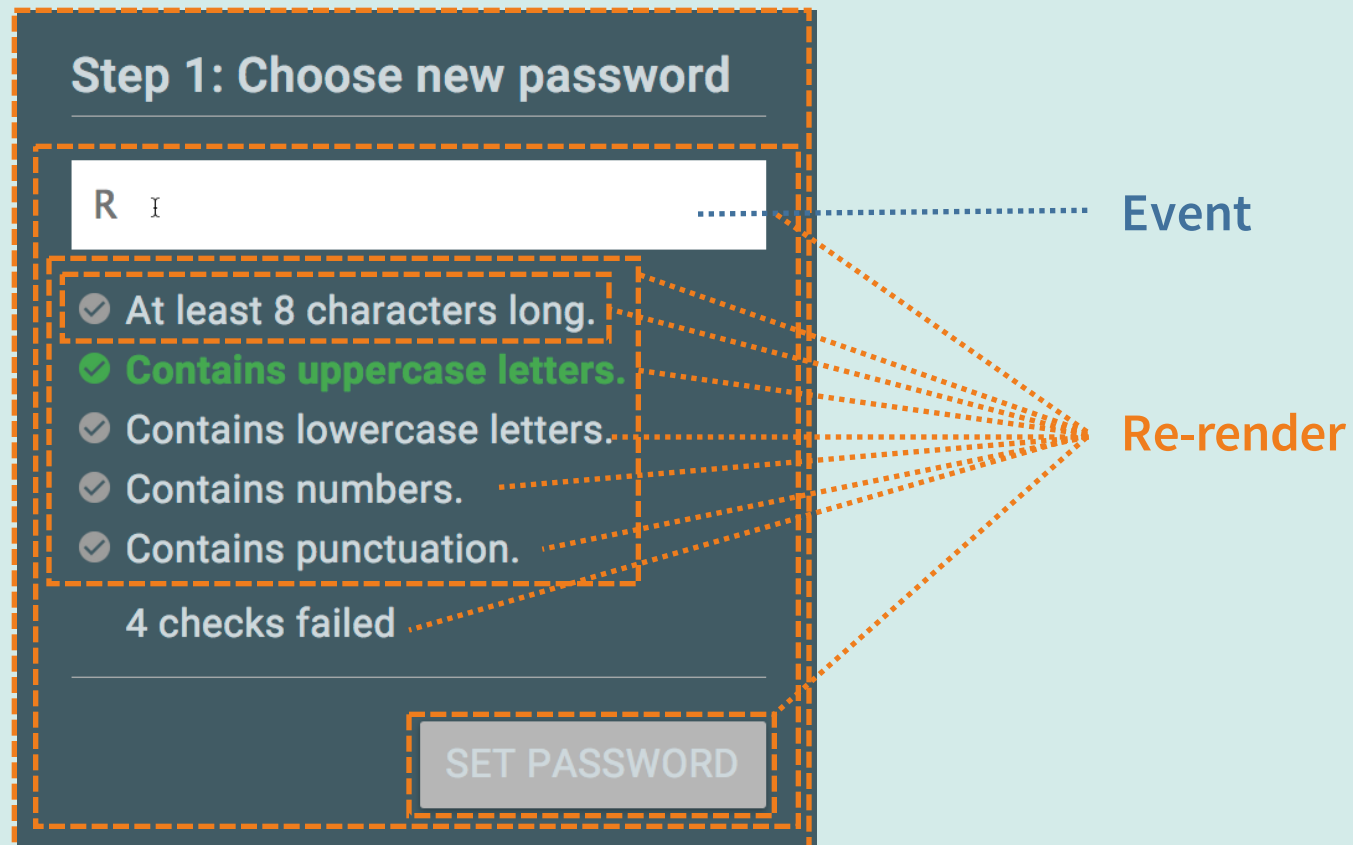 Step 1: Choose new password
R
Event
At least 8 characters long.
Contains uppercase letters.
Contains lowercase letters.
Re-render
Contains numbers.
Contains punctuation.
4 checks failed
SET PASSWORD